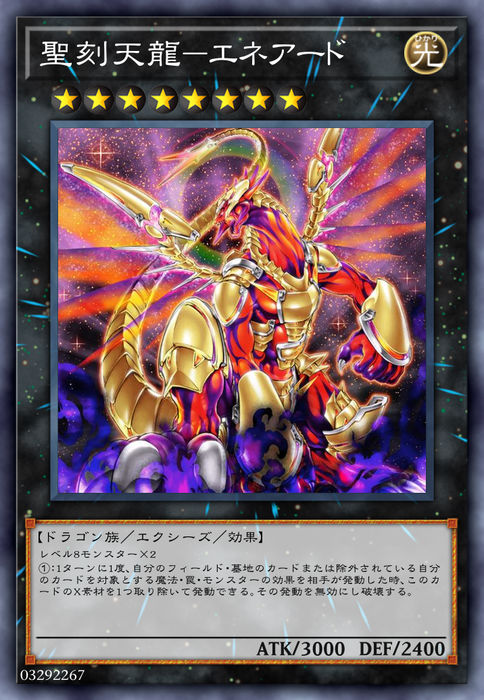 聖刻天龍－エネアード
ひかり
光
【ドラゴン族／エクシーズ／効果】
レベル8モンスター×2
①：1ターンに1度、自分のフィールド・墓地のカードまたは除外されている自分
のカードを対象とする魔法・罠・モンスターの効果を相手が発動した時、このカ
ードのX素材を1つ取り除いて発動できる。その発動を無効にし破壊する。
ATK/3000 DEF/2400
03292267